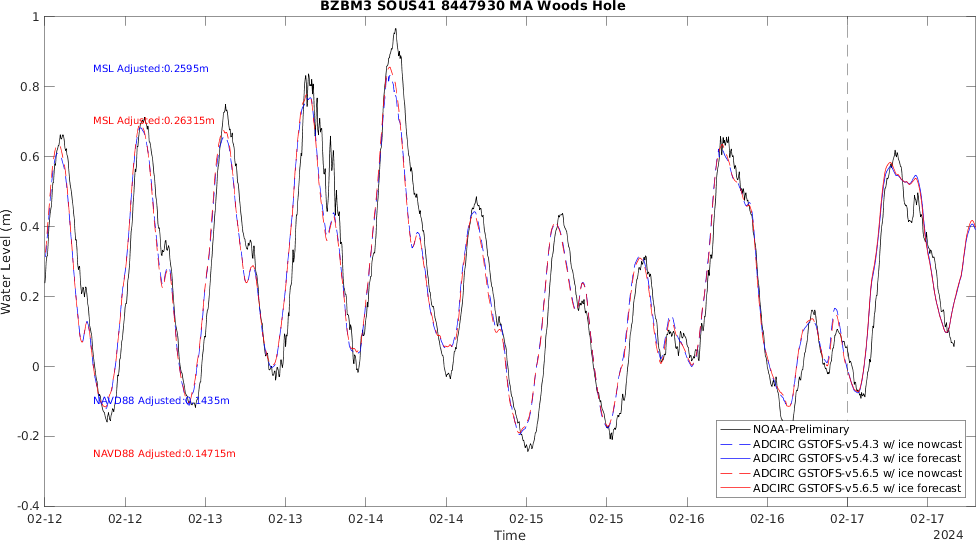 BZBM3 SOUS41 8447930 MA Woods Hole
1
0.8
0.6
0.4
0.2
0
-0.2
-0.4
Water Level (m)
MSL Adjusted:0.2595m
MSL Adjusted:0.26315m
NAVD88 Adjusted:0.1435m
NAVD88 Adjusted:0.14715m
NOAA-Preliminary
ADCIRC GSTOFS-v5.4.3 w/ ice nowcast
ADCIRC GSTOFS-v5.4.3 w/ ice forecast
ADCIRC GSTOFS-v5.6.5 w/ ice nowcast
ADCIRC GSTOFS-v5.6.5 w/ ice forecast
02-12 02-12 02-13 02-13 02-14 02-14 02-15 02-15 02-16 02-16 02-17 02-17
2024
Time